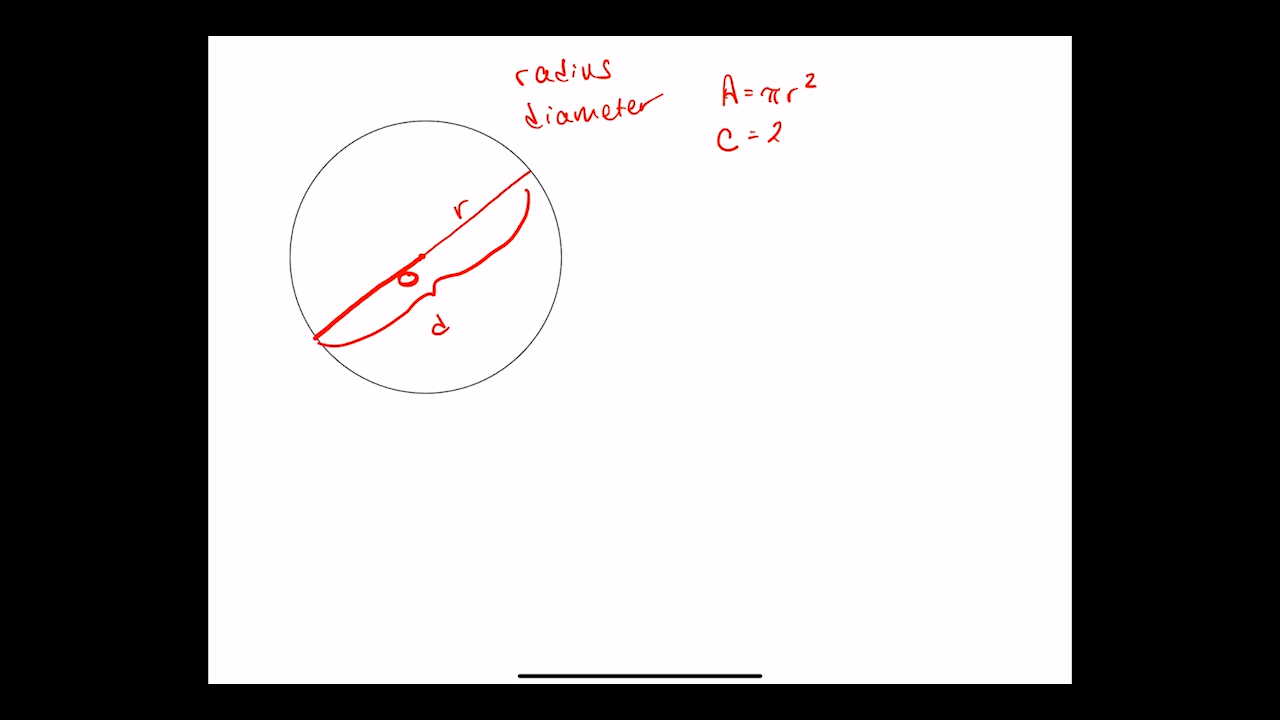 radius
diameter
A = πr²
C = 2
r
O
d